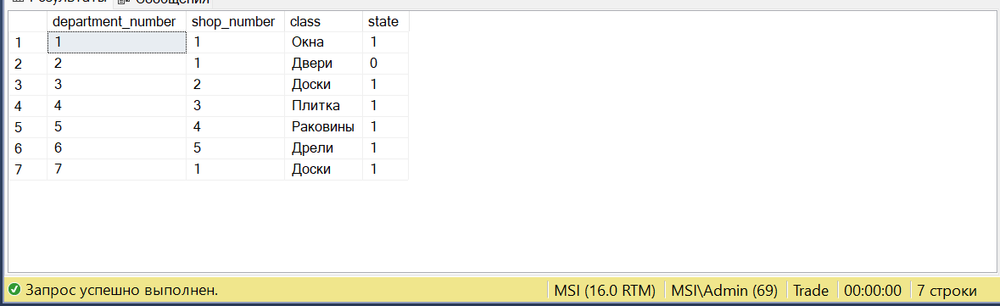 Результаты Сообщения
department_number shop_number class state
1 1 1 Окна 1
2 2 1 Двери 0
3 3 2 Доски 1
4 4 3 Плитка 1
5 5 4 Раковины 1
6 6 5 Дрели 1
7 7 1 Доски 1
Запрос успешно выполнен. MSI (16.0 RTM) MSI\Admin (69) Trade 00:00:00 7 строки